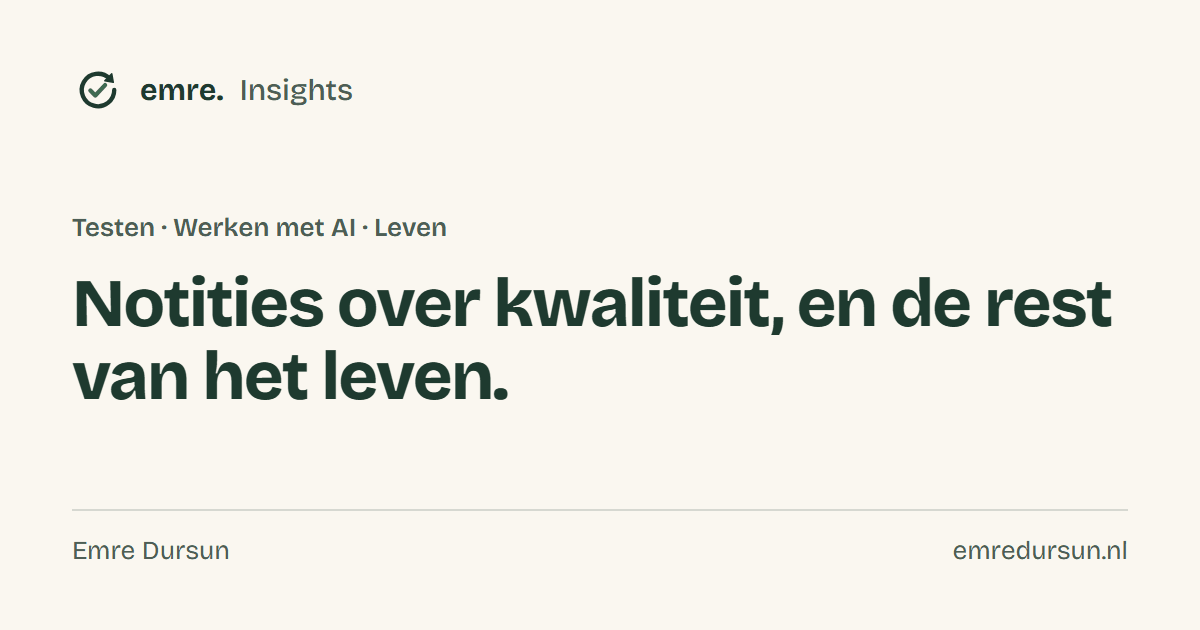 emre. Insights
Testen · Werken met AI · Leven
Notities over kwaliteit, en de rest
van het leven.
Emre Dursun
emredursun.nl